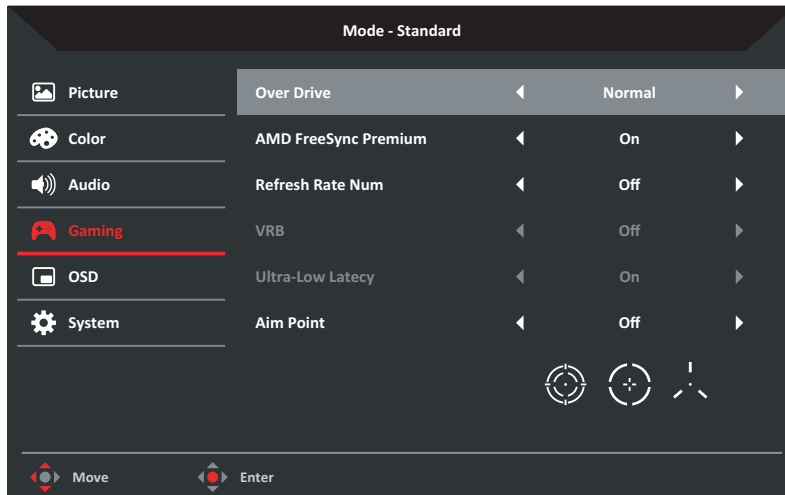 Mode - Standard
Picture
Over Drive Normal
Color
AMD FreeSync Premium On
Audio
Refresh Rate Num Off
Gaming
VRB Off
OSD
Ultra-Low Latecy On
System
Aim Point Off
Move Enter